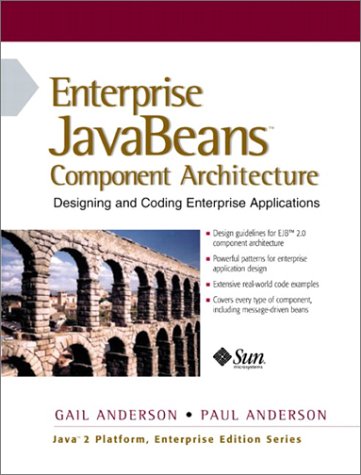 Enterprise
JavaBeans™
Component Architecture
Designing and Coding Enterprise Applications
Design guidelines for EJB™ 2.0
component architecture
Powerful patterns for enterprise
application design
Extensive real-world code examples
Covers every type of component,
including message-driven beans
Sun
microsystems
GAIL ANDERSON • PAUL ANDERSON
Java™ 2 Platform, Enterprise Edition Series